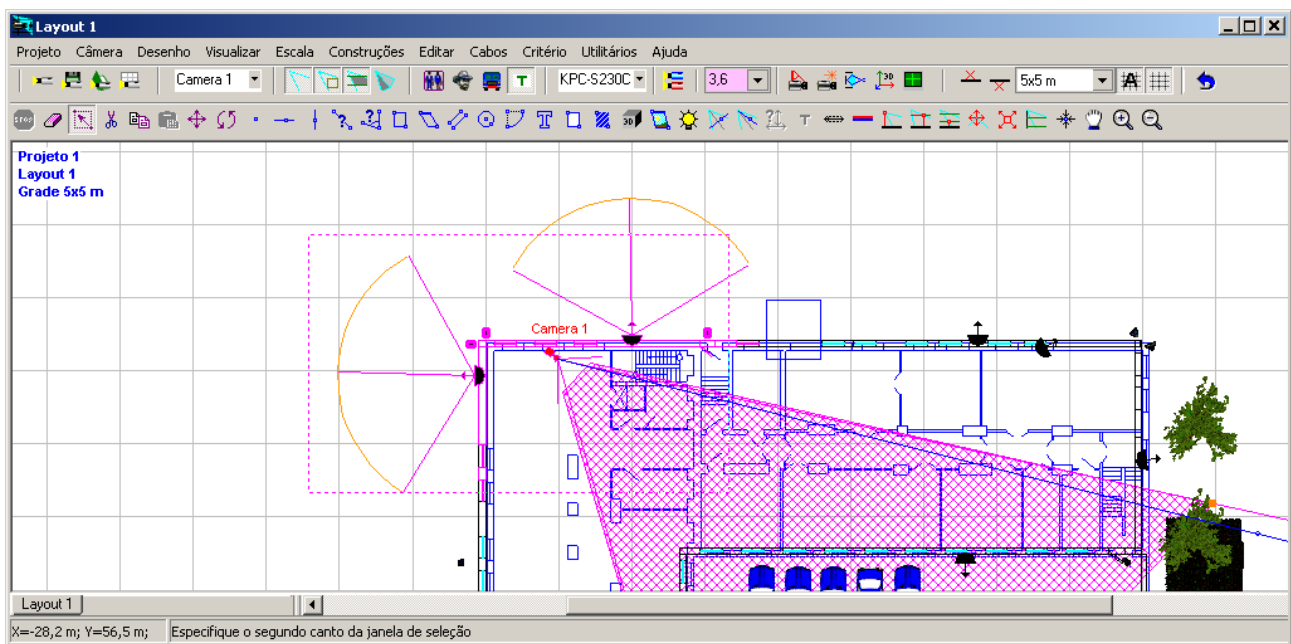 Layout 1
Projeto Câmera Desenho Visualizar Escala Construções Editar Cabos Critério Utilitários Ajuda
Camera 1 T KPC-S230C 3,6 5x5 m
STOP T T
Projeto 1
Layout 1
Grade 5x5 m
Camera 1
Layout 1
X=-28,2 m; Y=56,5 m; Especifique o segundo canto da janela de seleção